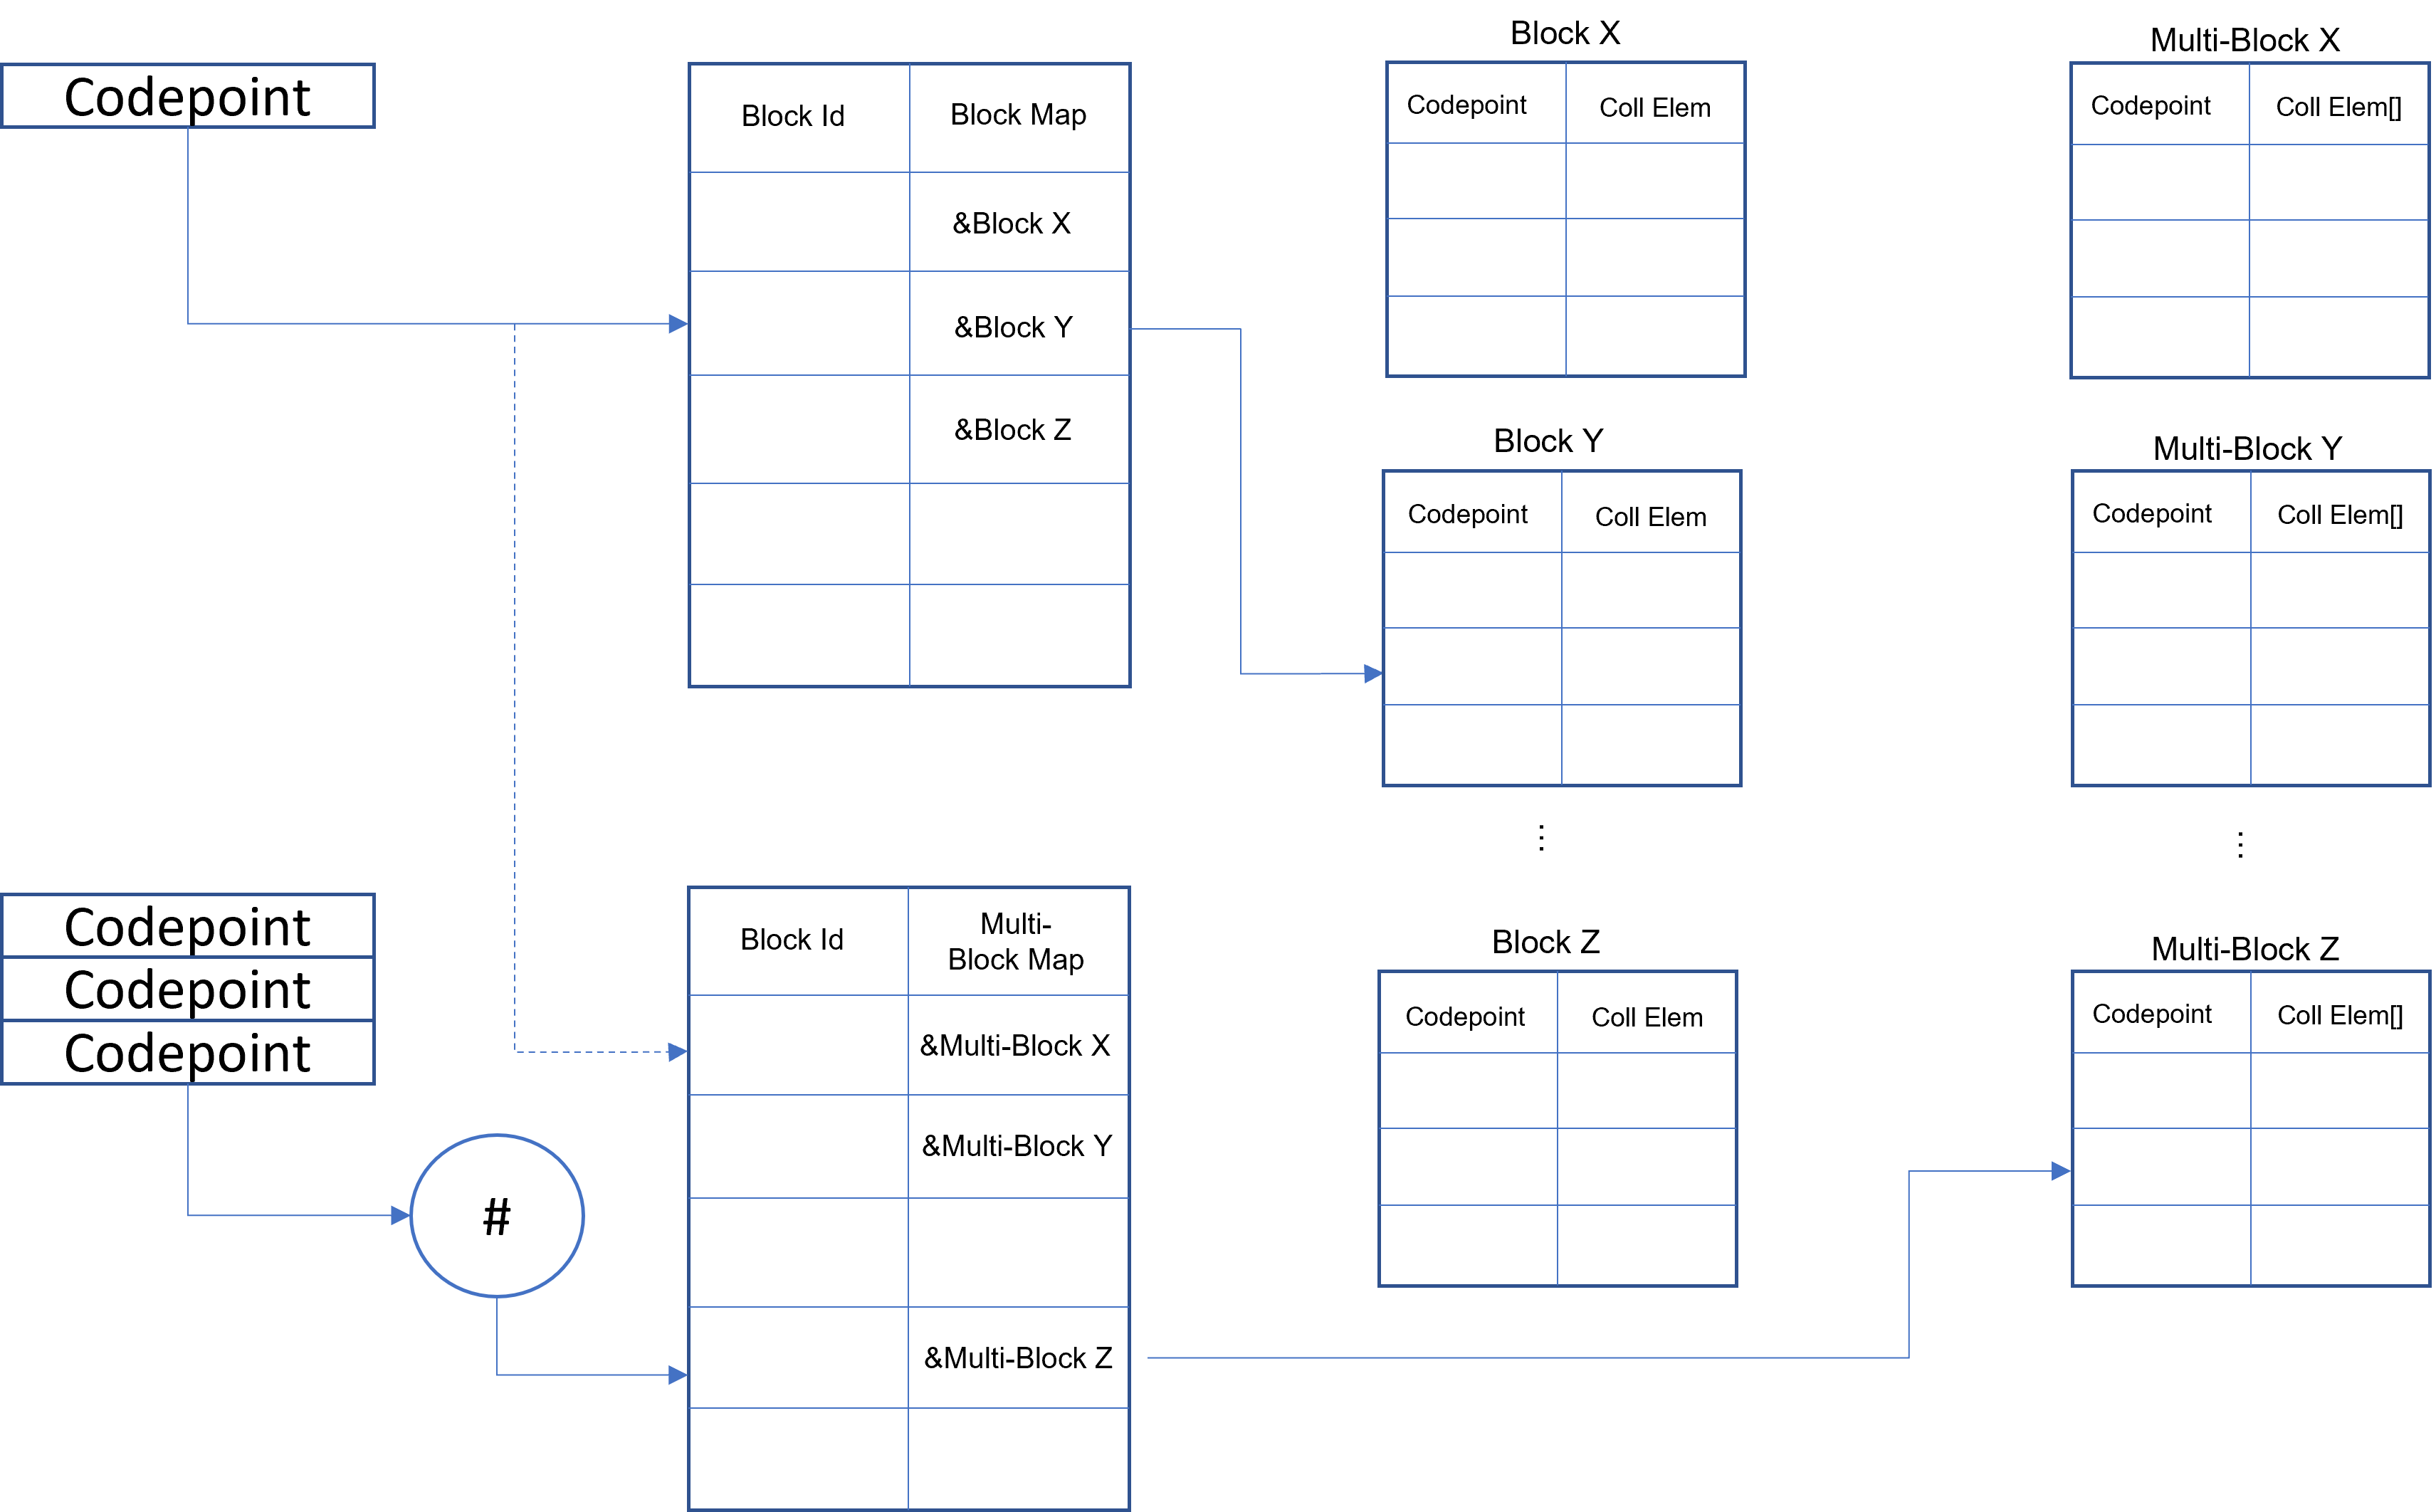 Codepoint
Block Id
Block Map
&Block X
&Block Y
&Block Z
Block X
Codepoint
Coll Elem
Multi-Block X
Codepoint
Coll Elem[]
Block Y
Codepoint
Coll Elem
Multi-Block Y
Codepoint
Coll Elem[]
⋮
⋮
Codepoint
Codepoint
Codepoint
#
Block Id
Multi-
Block Map
&Multi-Block X
&Multi-Block Y
&Multi-Block Z
Block Z
Codepoint
Coll Elem
Multi-Block Z
Codepoint
Coll Elem[]